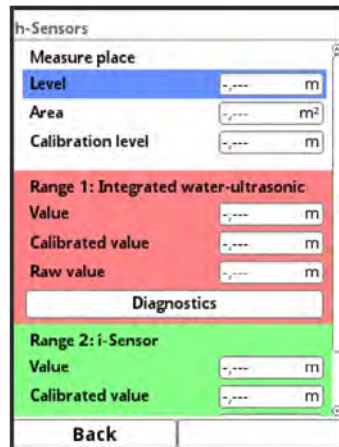 h-Sensors
Measure place
Level -,--- m
Area -,--- m²
Calibration level -,--- m
Range 1: Integrated water-ultrasonic
Value -,--- m
Calibrated value -,--- m
Raw value -,--- m
Diagnostics
Range 2: i-Sensor
Value -,--- m
Calibrated value -,--- m
Back